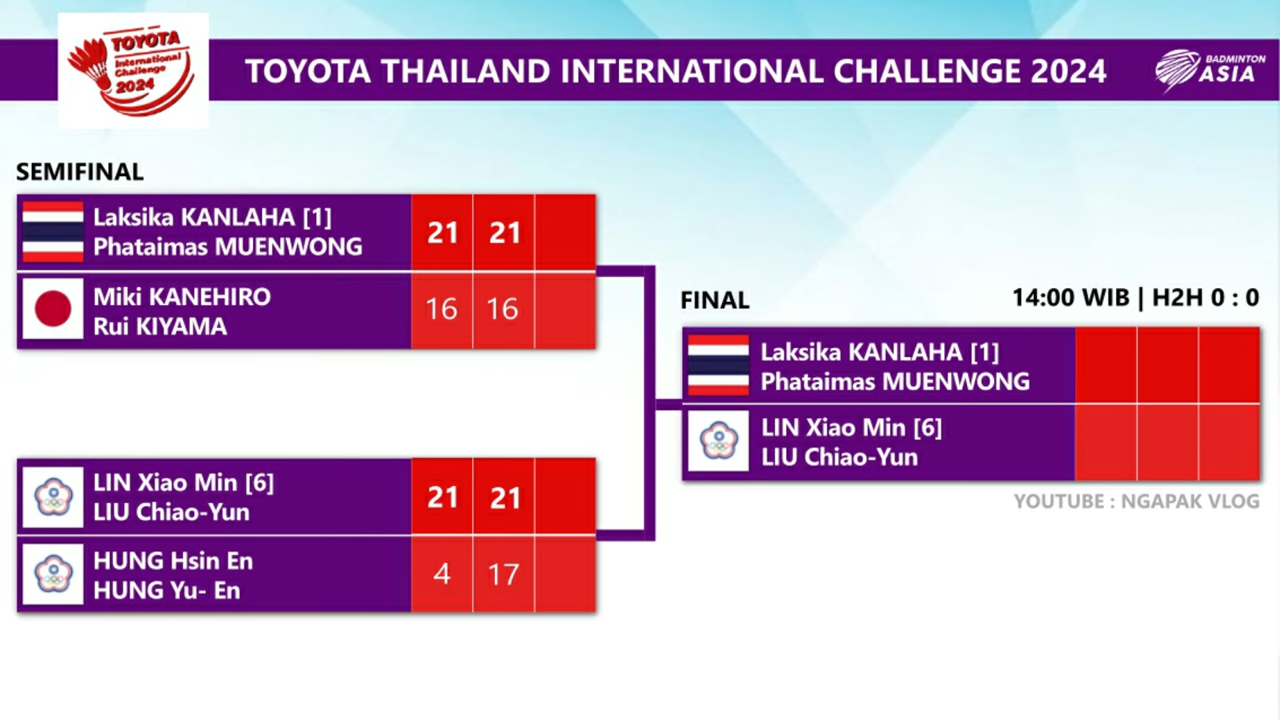 TOYOTA
International
Challenge
2024
TOYOTA THAILAND INTERNATIONAL CHALLENGE 2024
BADMINTON
ASIA
SEMIFINAL
Laksika KANLAHA [1]
Phataimas MUENWONG
21 21
Miki KANEHIRO
Rui KIYAMA
16 16
LIN Xiao Min [6]
LIU Chiao-Yun
21 21
HUNG Hsin En
HUNG Yu- En
4 17
FINAL
14:00 WIB | H2H 0 : 0
Laksika KANLAHA [1]
Phataimas MUENWONG
LIN Xiao Min [6]
LIU Chiao-Yun
YOUTUBE : NGAPAK VLOG